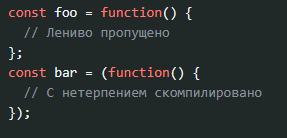 const foo = function() {
// Лениво пропущено
};
const bar = (function() {
// С нетерпением скомпилировано
});